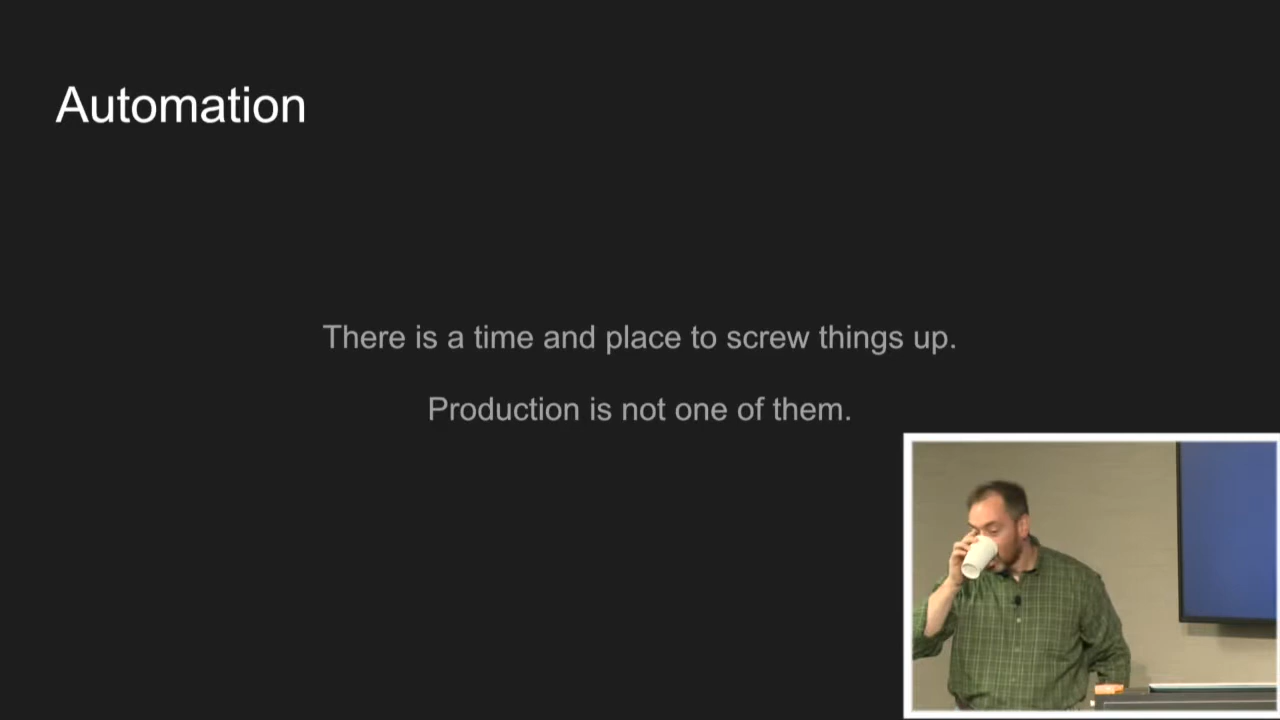 Automation
There is a time and place to screw things up.
Production is not one of them.